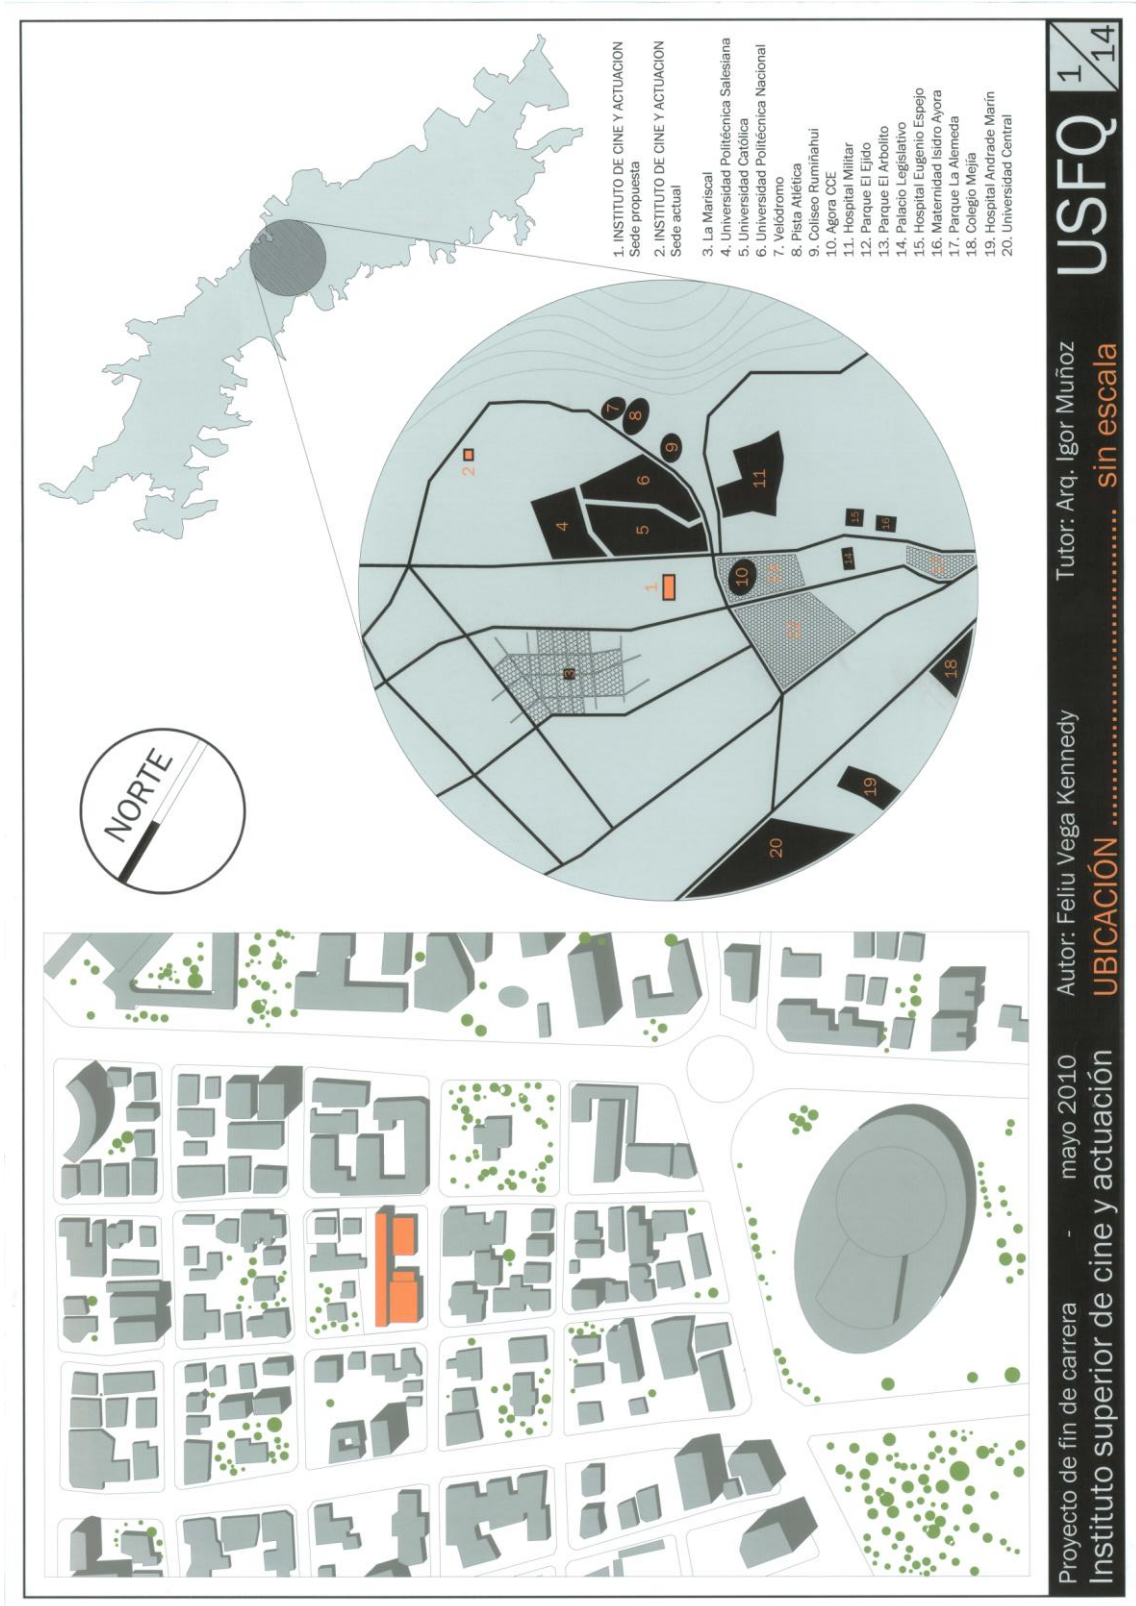 1. INSTITUTO DE CINE Y ACTUACION
Sede propuesta
2. INSTITUTO DE CINE Y ACTUACION
Sede actual
3. La Mariscal
4. Universidad Politécnica Salesiana
5. Universidad Católica
6. Universidad Politécnica Nacional
7. Velódromo
8. Pista Atlética
9. Coliseo Rumiñahui
10. Agora CCE
11. Hospital Militar
12. Parque El Ejido
13. Parque El Arbolito
14. Palacio Legislativo
15. Hospital Eugenio Espejo
16. Maternidad Isidro Ayora
17. Parque La Alemeda
18. Colegio Mejía
19. Hospital Andrade Marín
20. Universidad Central
NORTE
1
2
3
4
5
6
7
8
9
10
11
12
13
14
15
16
17
18
19
20
Proyecto de fin de carrera - mayo 2010 Autor: Feliu Vega Kennedy Tutor: Arq. Igor Muñoz
Instituto superior de cine y actuación UBICACIÓN ........................................ sin escala
USFQ
1/14